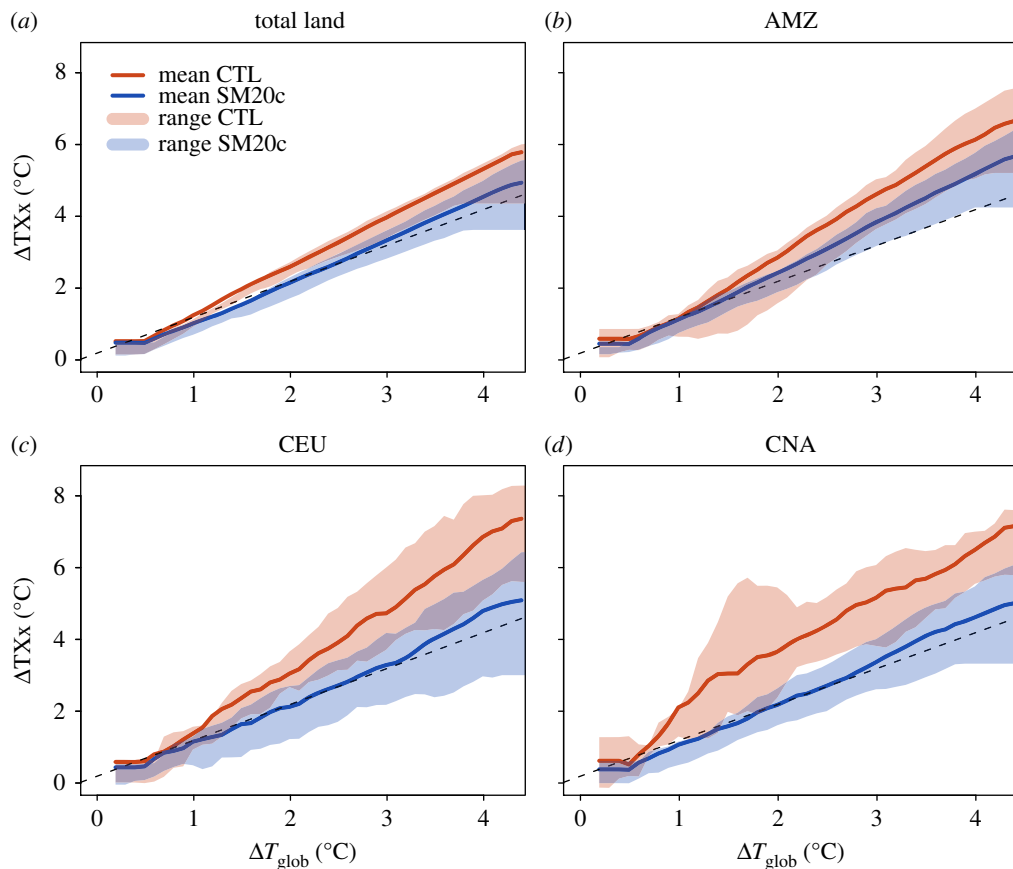 (a) total land
(b) AMZ
mean CTL
mean SM20c
range CTL
range SM20c
ΔTXx (°C)
8
6
4
2
0
0 1 2 3 4
0 1 2 3 4
(c) CEU
(d) CNA
ΔTXx (°C)
8
6
4
2
0
0 1 2 3 4
0 1 2 3 4
ΔT_glob (°C)
ΔT_glob (°C)